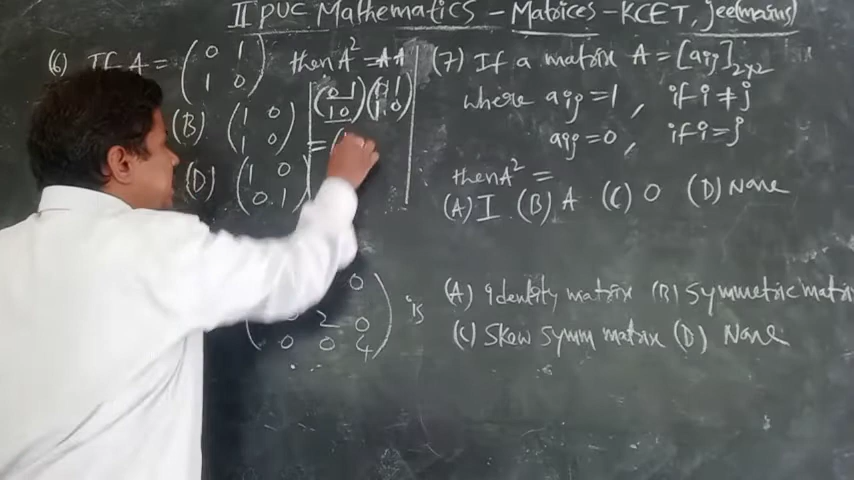 II PUC Mathematics - Matrices - KCET, jee(mains)
(6) If A = (0 1
1 0) then A² = AA
(B) (1 0
1 0)
(D) (1 0
0 1)
(0 1
1 0) (0 1
1 0)
= (
(7) If a matrix A = [aij]2x2
where aij = 1, if i ≠ j
aij = 0, if i = j
then A² =
(A) I (B) A (C) O (D) None
0
2 0
0 0 4) is
(A) Identity matrix (B) Symmetric matrix
(C) Skew symm matrix (D) None